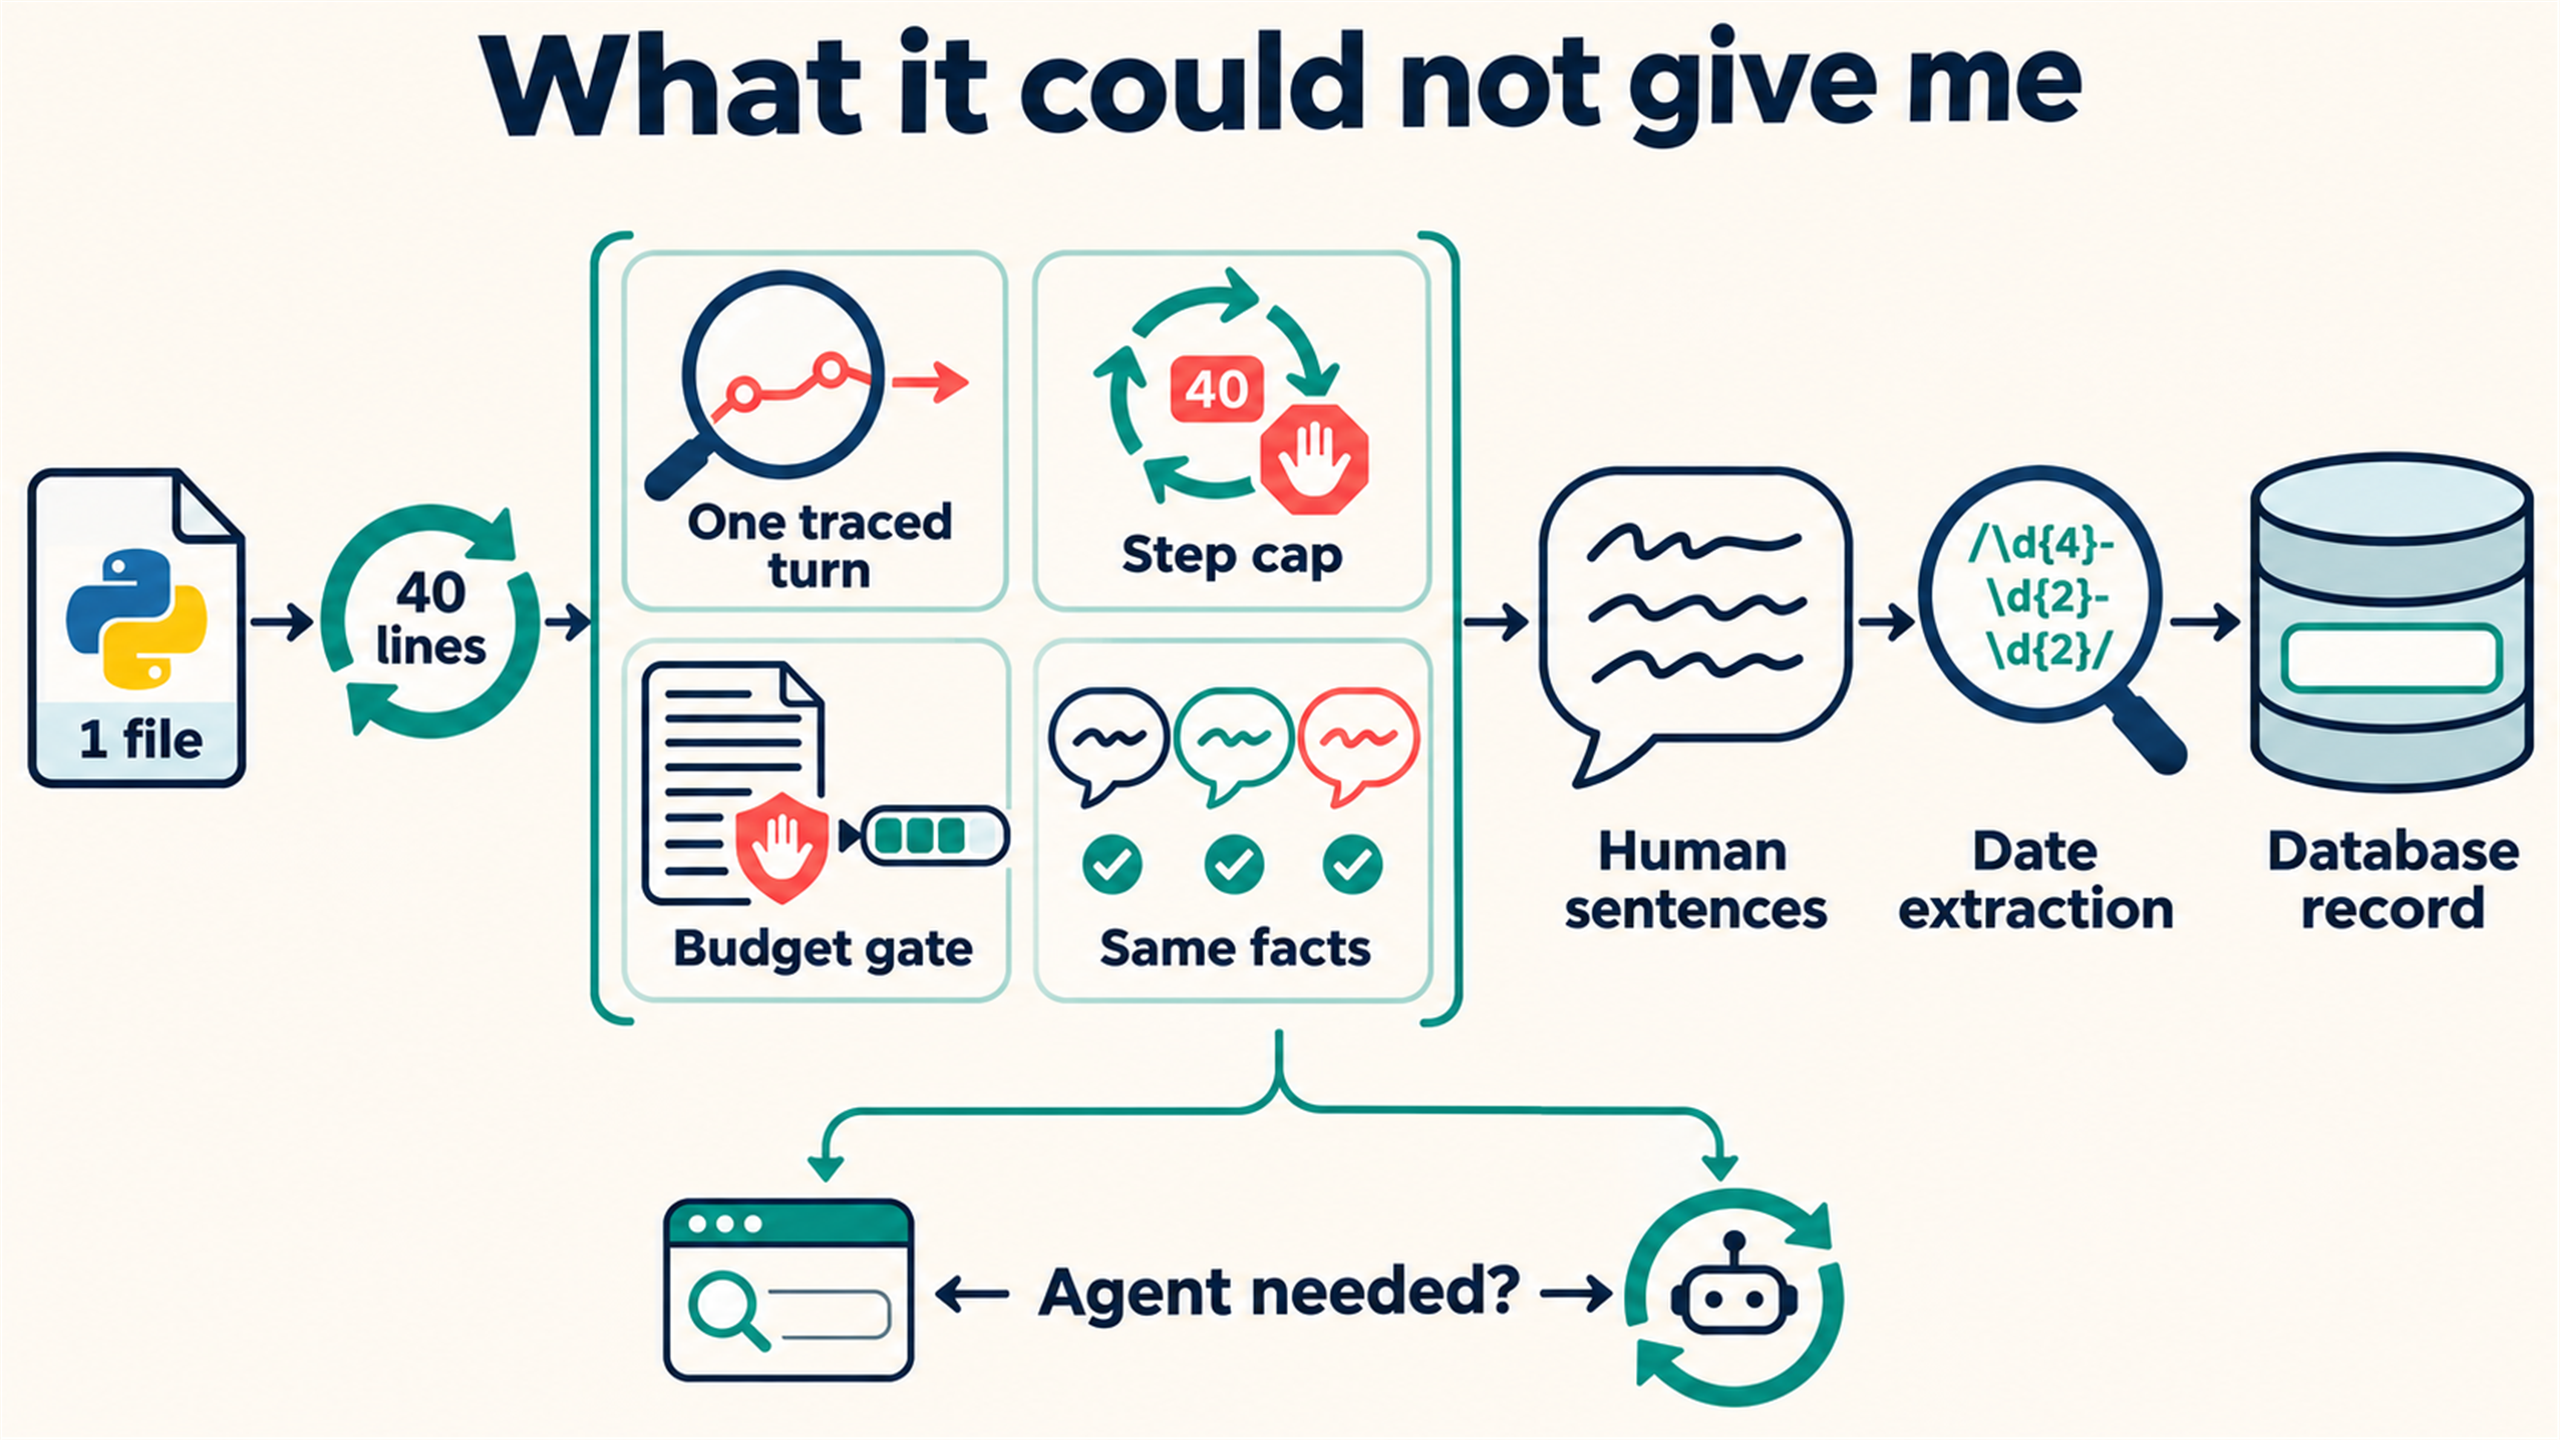 What it could not give me
1 file
40
lines
One traced
turn
40
Step cap
Budget gate
Same facts
Human
sentences
/\d{4}-
\d{2}-
\d{2}/
Date
extraction
Database
record
Agent needed?